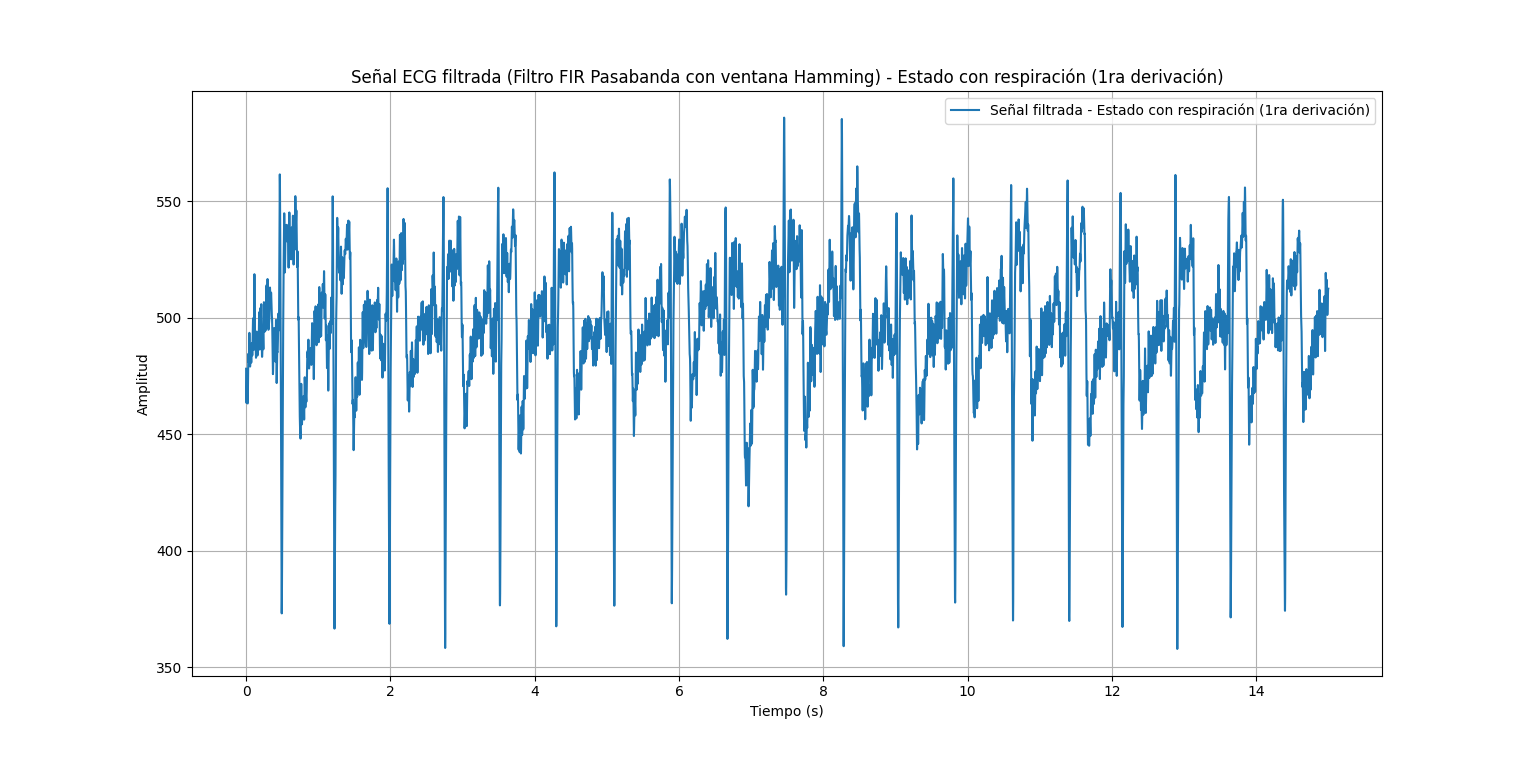 Señal ECG filtrada (Filtro FIR Pasabanda con ventana Hamming) - Estado con respiración (1ra derivación)
Señal filtrada - Estado con respiración (1ra derivación)
Amplitud
550
500
450
400
350
0 2 4 6 8 10 12 14
Tiempo (s)